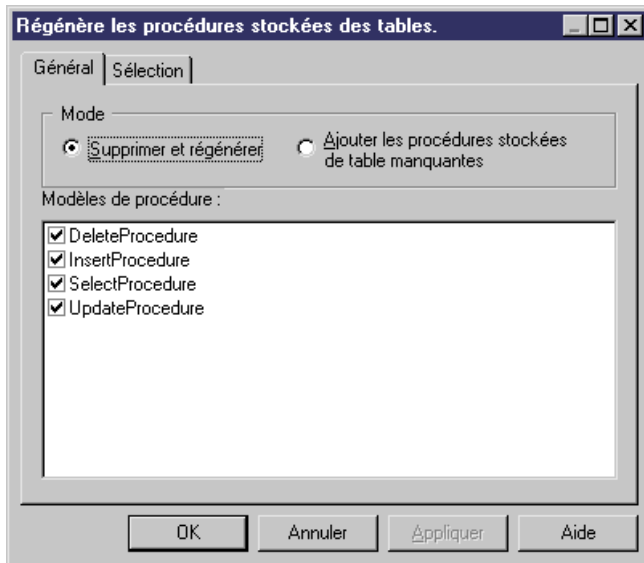 Régénère les procédures stockées des tables.
Général
Sélection
Mode
Supprimer et régénérer
Ajouter les procédures stockées
de table manquantes
Modèles de procédure :
DeleteProcedure
InsertProcedure
SelectProcedure
UpdateProcedure
OK
Annuler
Appliquer
Aide